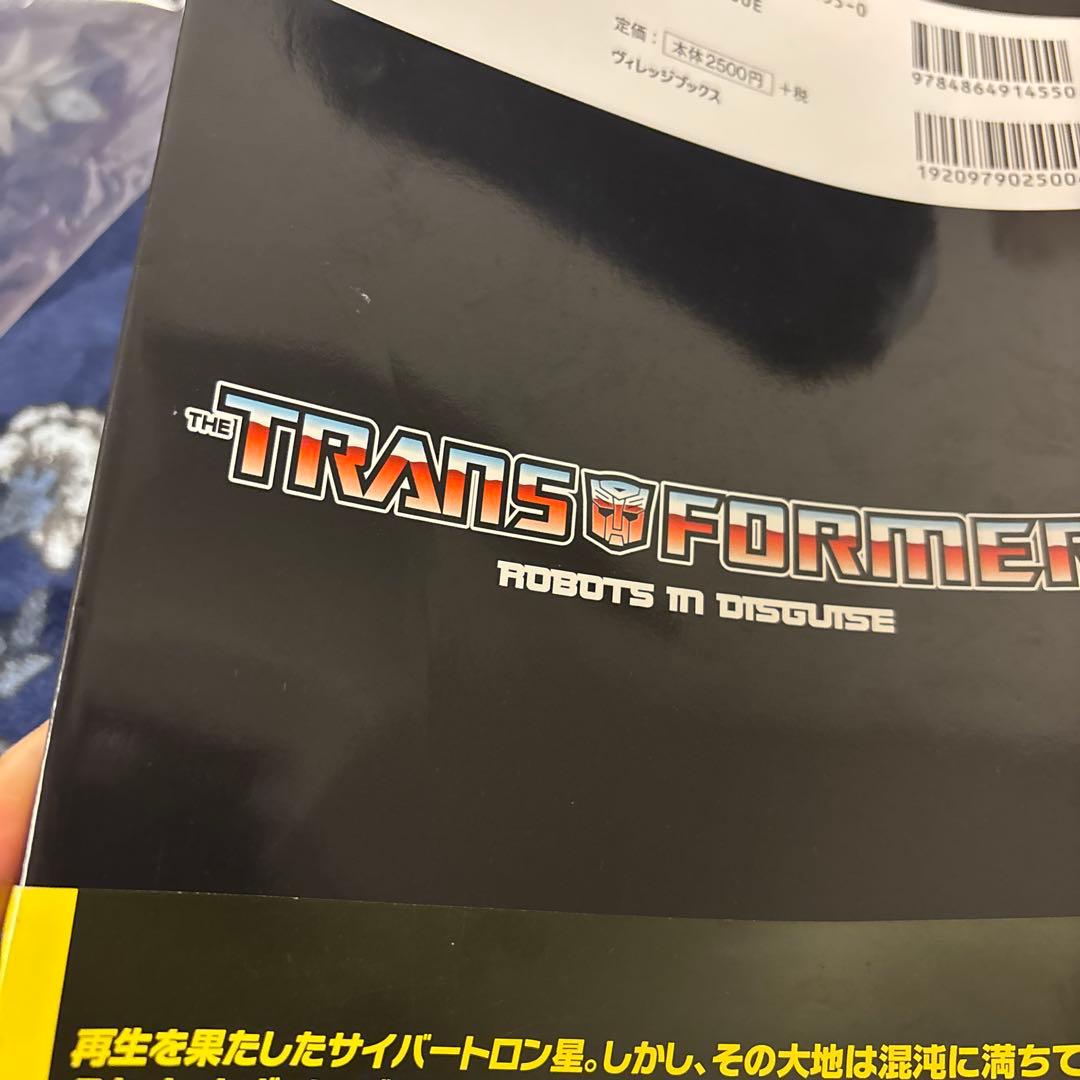 定価：本体2500円+税
ヴィレッジブックス
9784864914550
THE TRANSFORMER
ROBOTS IN DISGUISE
再生を果たしたサイバートロン星。しかし、その大地は混沌に満ちて